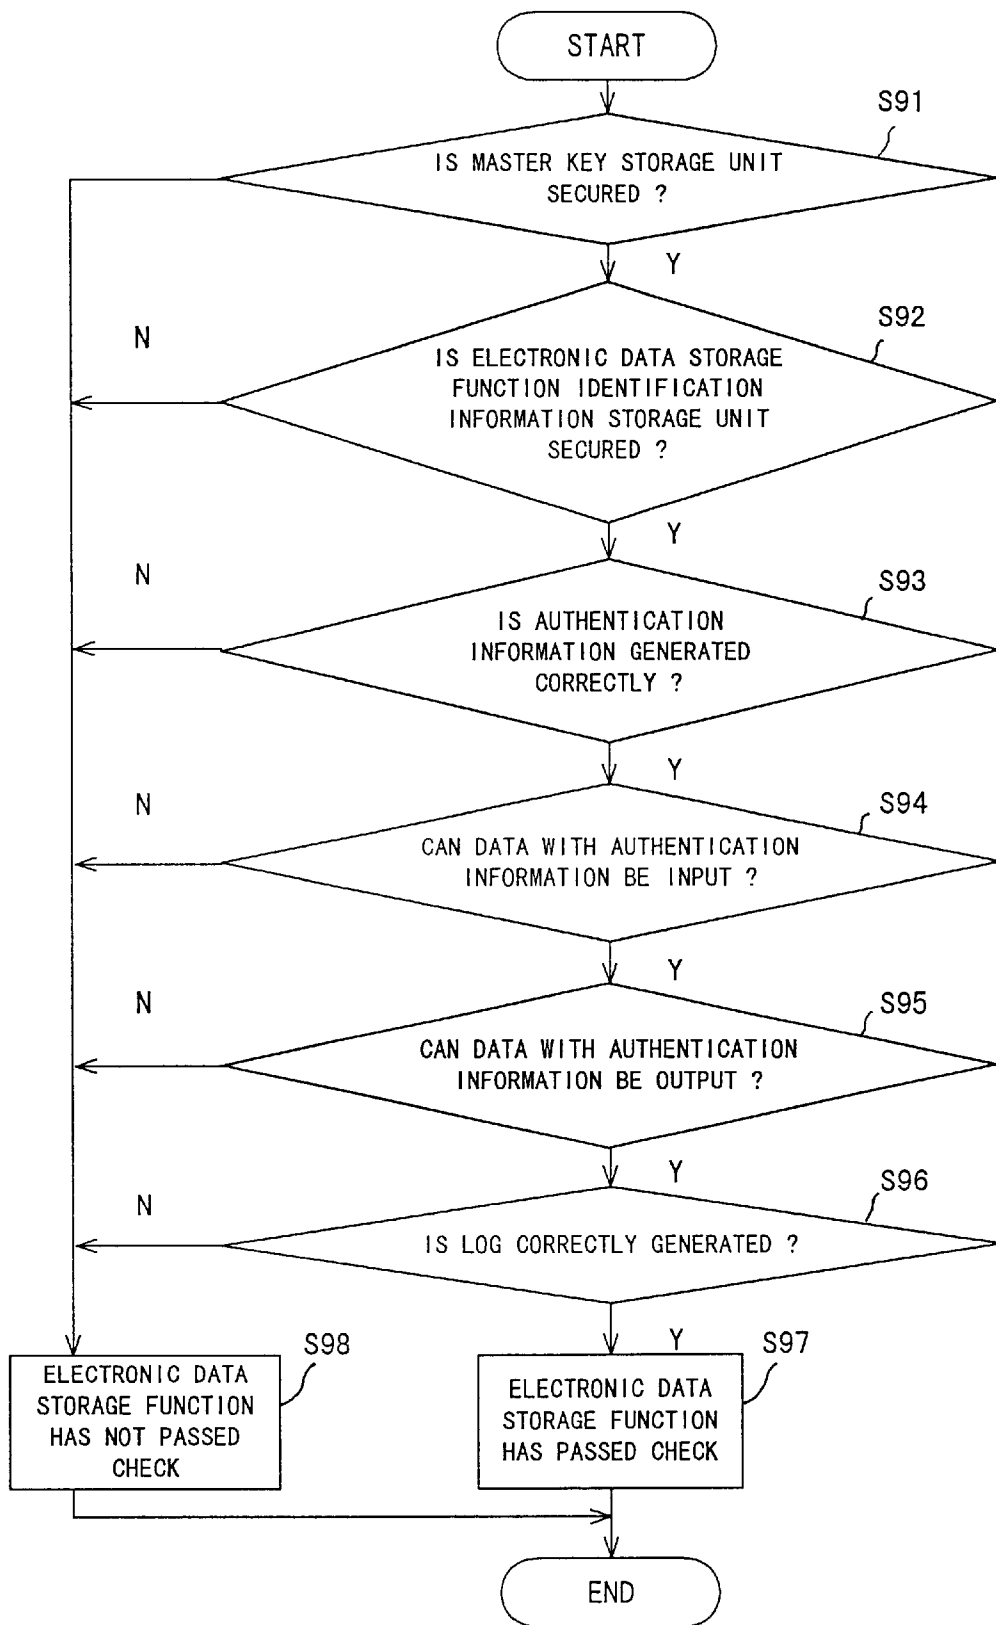 START
S91
IS MASTER KEY STORAGE UNIT
SECURED ?
Y
N
S92
IS ELECTRONIC DATA STORAGE
FUNCTION IDENTIFICATION
INFORMATION STORAGE UNIT
SECURED ?
Y
N
S93
IS AUTHENTICATION
INFORMATION GENERATED
CORRECTLY ?
Y
N
S94
CAN DATA WITH AUTHENTICATION
INFORMATION BE INPUT ?
Y
N
S95
CAN DATA WITH AUTHENTICATION
INFORMATION BE OUTPUT ?
Y
N
S96
IS LOG CORRECTLY GENERATED ?
Y
S98
ELECTRONIC DATA
STORAGE FUNCTION
HAS NOT PASSED
CHECK
S97
ELECTRONIC DATA
STORAGE FUNCTION
HAS PASSED CHECK
END